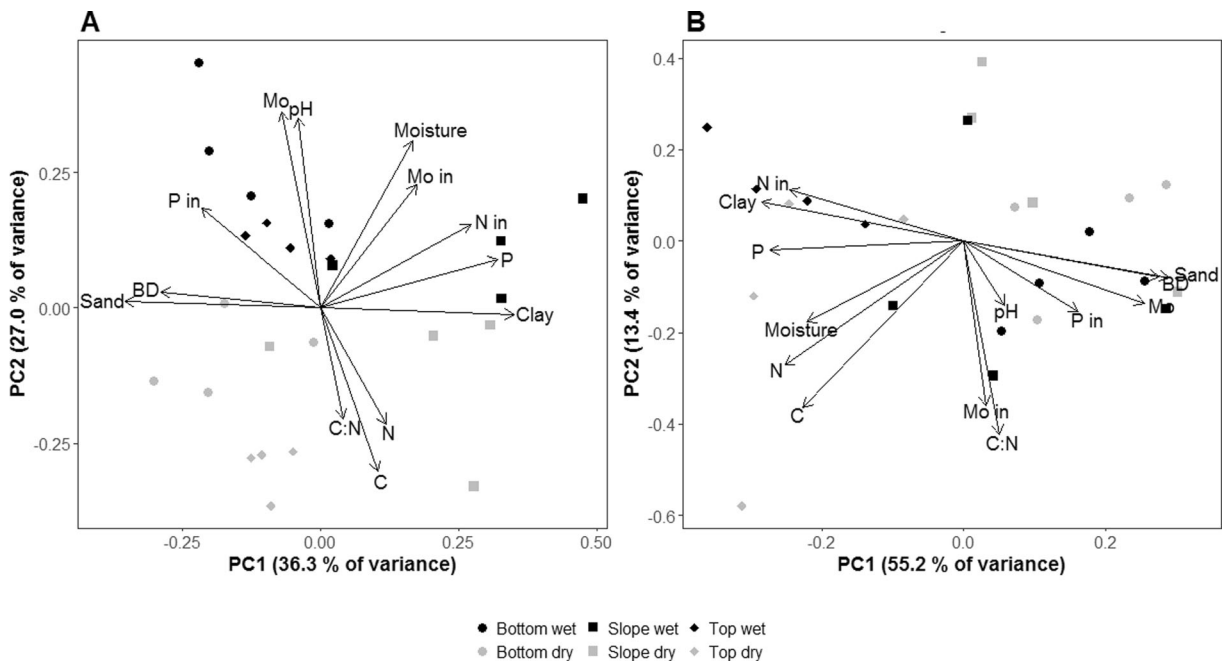 A
PC2 (27.0 % of variance)
0.25
0.00
-0.25
Mo
pH
Moisture
Mo in
P in
N in
P
BD
Sand
Clay
C:N
N
C
-0.25
0.00
0.25
0.50
PC1 (36.3 % of variance)
B
PC2 (13.4 % of variance)
0.4
0.2
0.0
-0.2
-0.4
-0.6
N in
Clay
P
Sand
BD
pH
P in
Moisture
N
C
Mo in
C:N
-0.2
0.0
0.2
PC1 (55.2 % of variance)
Bottom wet Slope wet Top wet
Bottom dry Slope dry Top dry